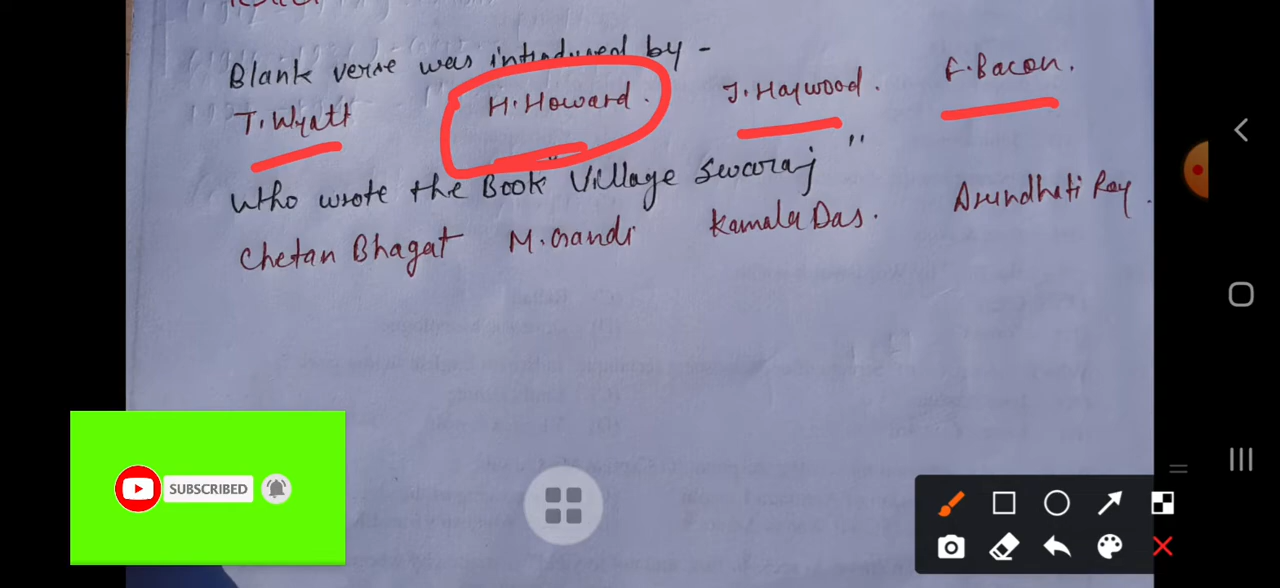 Blank verse was introduced by -
T. Wyatt H. Howard. J. Haywood. F. Bacon.
Who wrote the Book "Village Swaraj"
Chetan Bhagat M. Gandi Kamala Das. Arundhati Roy.
SUBSCRIBED